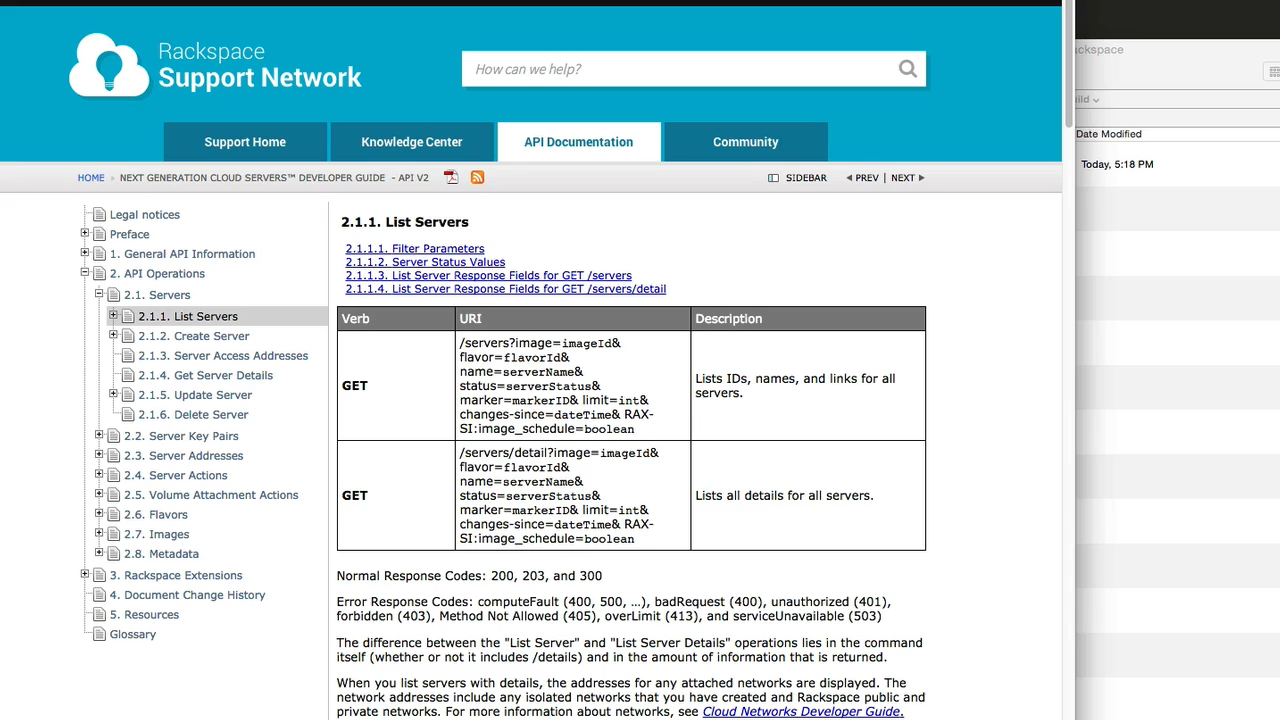 Rackspace
Support Network
How can we help?
Support Home
Knowledge Center
API Documentation
Community
HOME
NEXT GENERATION CLOUD SERVERS™ DEVELOPER GUIDE - API V2
SIDEBAR
PREV | NEXT
Legal notices
Preface
1. General API Information
2. API Operations
2.1. Servers
2.1.1. List Servers
2.1.2. Create Server
2.1.3. Server Access Addresses
2.1.4. Get Server Details
2.1.5. Update Server
2.1.6. Delete Server
2.2. Server Key Pairs
2.3. Server Addresses
2.4. Server Actions
2.5. Volume Attachment Actions
2.6. Flavors
2.7. Images
2.8. Metadata
3. Rackspace Extensions
4. Document Change History
5. Resources
Glossary
2.1.1. List Servers
2.1.1.1. Filter Parameters
2.1.1.2. Server Status Values
2.1.1.3. List Server Response Fields for GET /servers
2.1.1.4. List Server Response Fields for GET /servers/detail
Verb
URI
Description
GET
/servers?image=imageId&
flavor=flavorId&
name=serverName&
status=serverStatus&
marker=markerID& limit=int&
changes-since=dateTime& RAX-
SI:image_schedule=boolean
Lists IDs, names, and links for all
servers.
GET
/servers/detail?image=imageId&
flavor=flavorId&
name=serverName&
status=serverStatus&
marker=markerID& limit=int&
changes-since=dateTime& RAX-
SI:image_schedule=boolean
Lists all details for all servers.
Normal Response Codes: 200, 203, and 300
Error Response Codes: computeFault (400, 500, …), badRequest (400), unauthorized (401),
forbidden (403), Method Not Allowed (405), overLimit (413), and serviceUnavailable (503)
The difference between the "List Server" and "List Server Details" operations lies in the command
itself (whether or not it includes /details) and in the amount of information that is returned.
When you list servers with details, the addresses for any attached networks are displayed. The
network addresses include any isolated networks that you have created and Rackspace public and
private networks. For more information about networks, see Cloud Networks Developer Guide.
ackspace
ild
Date Modified
Today, 5:18 PM